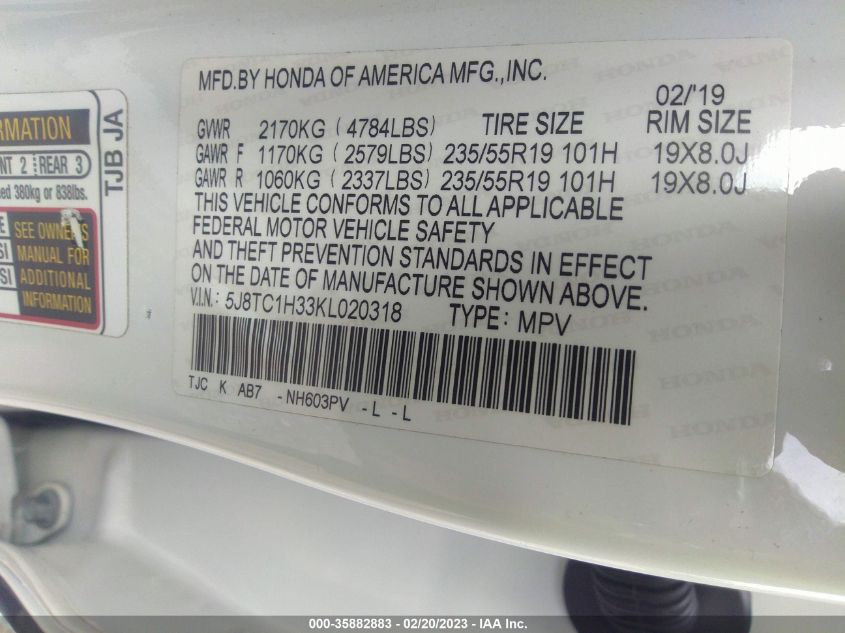 MFD.BY HONDA OF AMERICA MFG.,INC.
02/'19
GVWR 2170KG (4784LBS) TIRE SIZE RIM SIZE
GAWR F 1170KG (2579LBS) 235/55R19 101H 19X8.0J
GAWR R 1060KG (2337LBS) 235/55R19 101H 19X8.0J
THIS VEHICLE CONFORMS TO ALL APPLICABLE
FEDERAL MOTOR VEHICLE SAFETY
AND THEFT PREVENTION STANDARDS IN EFFECT
ON THE DATE OF MANUFACTURE SHOWN ABOVE.
V.I.N.: 5J8TC1H33KL020318 TYPE: MPV
TJC K AB7 -NH603PV -L -L
TJB JA
2 REAR 3
380kg or 838lbs.
SEE OWNER'S
MANUAL FOR
ADDITIONAL
INFORMATION
HONDA
000-35882883 - 02/20/2023 - IAA Inc.